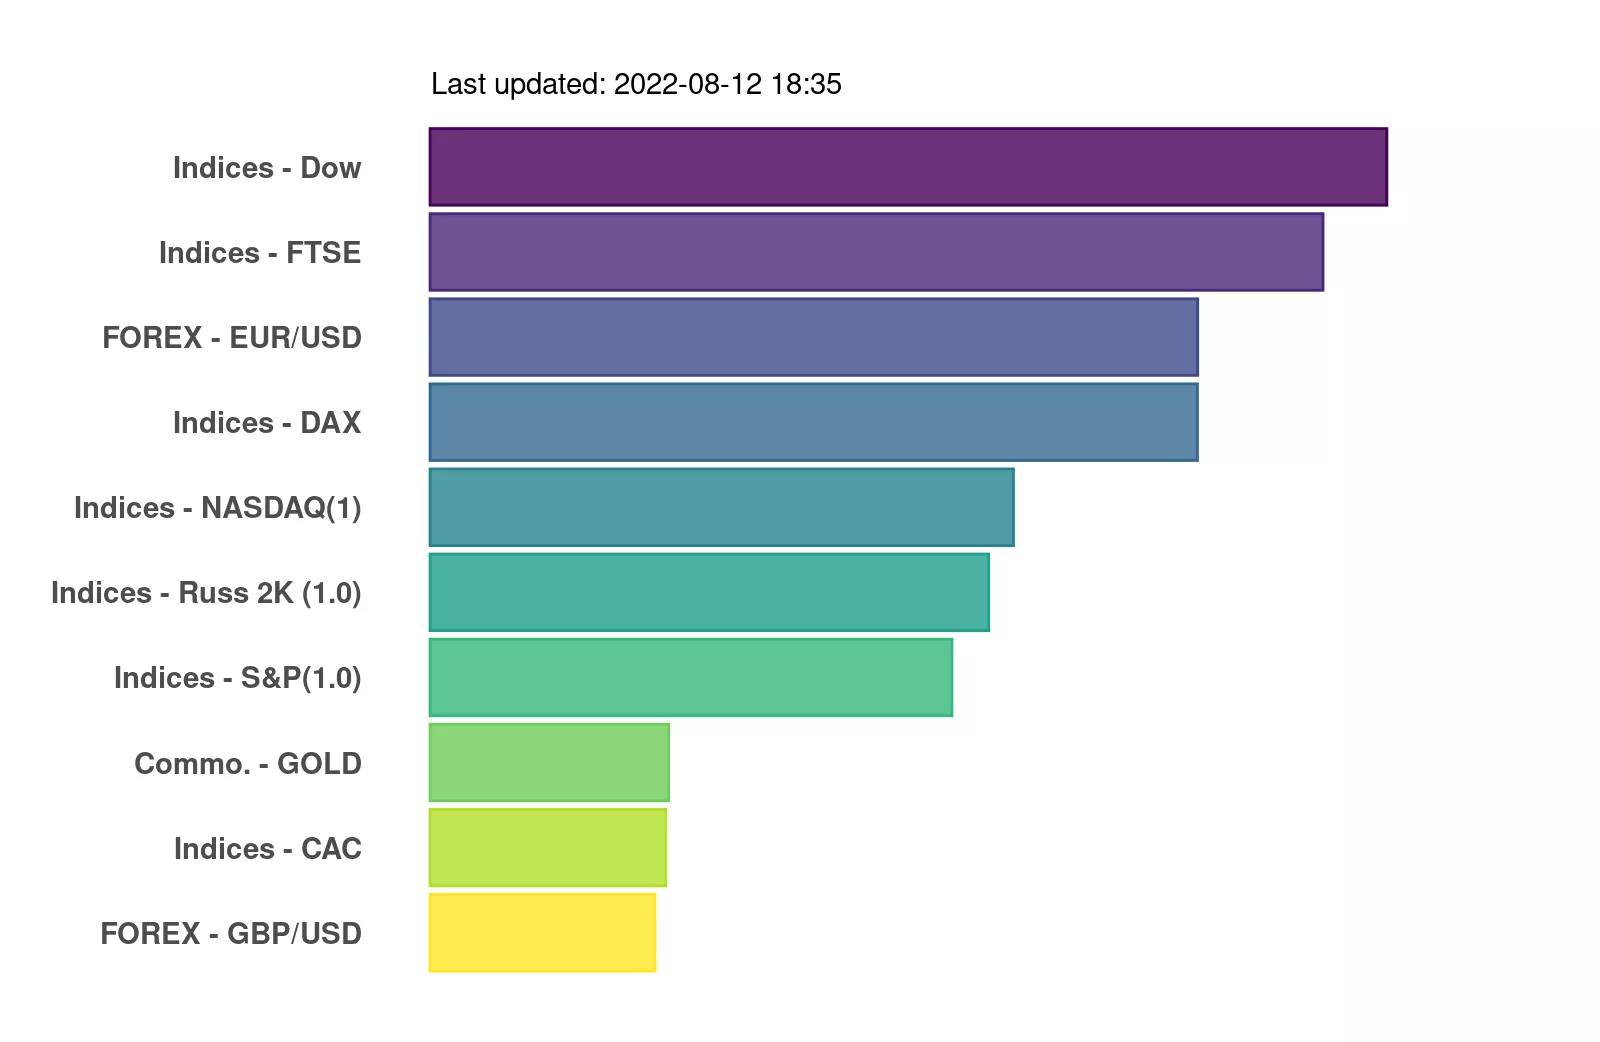 Last updated: 2022-08-12 18:35
Indices - Dow
Indices - FTSE
FOREX - EUR/USD
Indices - DAX
Indices - NASDAQ(1)
Indices - Russ 2K (1.0)
Indices - S&P(1.0)
Commo. - GOLD
Indices - CAC
FOREX - GBP/USD